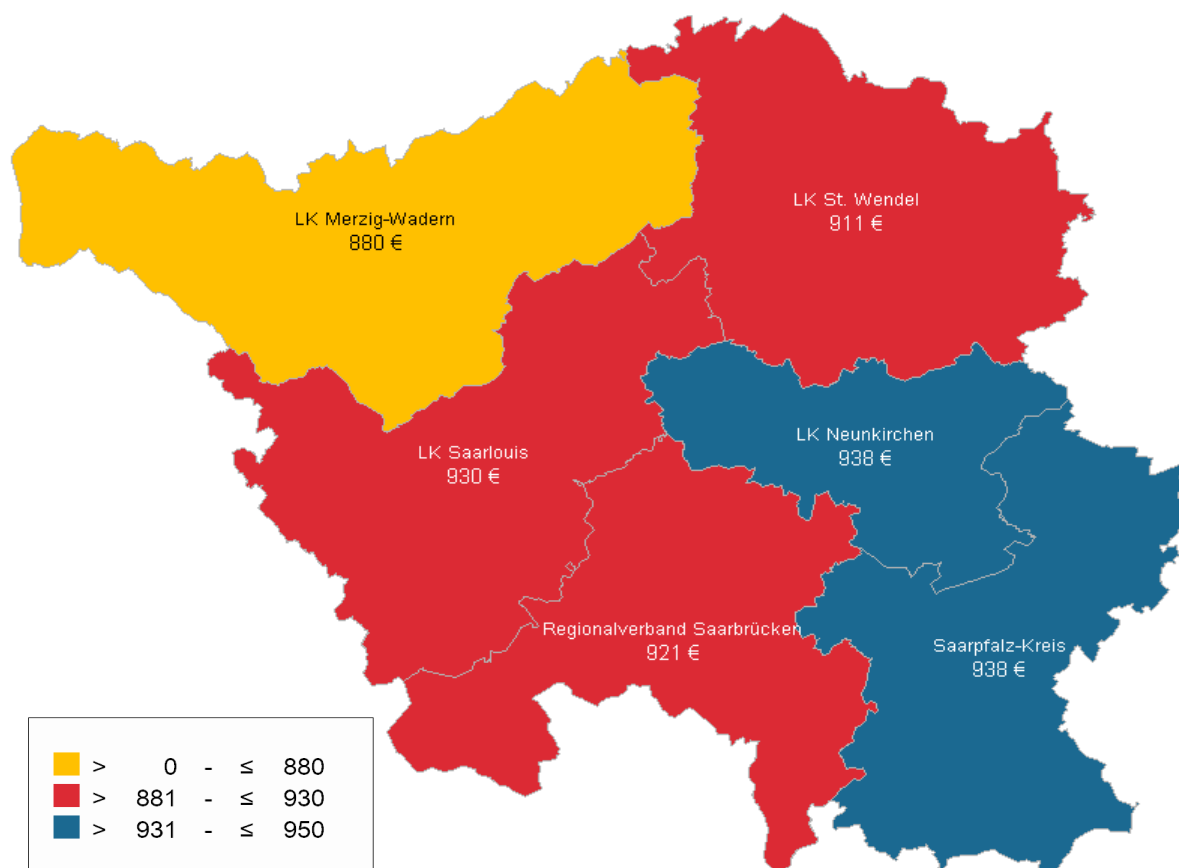 LK St. Wendel
911 €
LK Merzig-Wadern
880 €
LK Neunkirchen
938 €
LK Saarlouis
930 €
Regionalverband Saarbrücken
921 €
Saarpfalz-Kreis
938 €
> 0 - ≤ 880
> 881 - ≤ 930
> 931 - ≤ 950